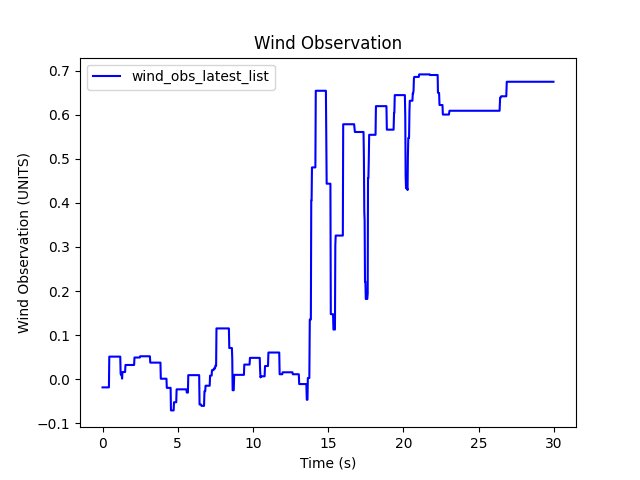 Wind Observation
wind_obs_latest_list
Wind Observation (UNITS)
0.7
0.6
0.5
0.4
0.3
0.2
0.1
0.0
−0.1
0 5 10 15 20 25 30
Time (s)